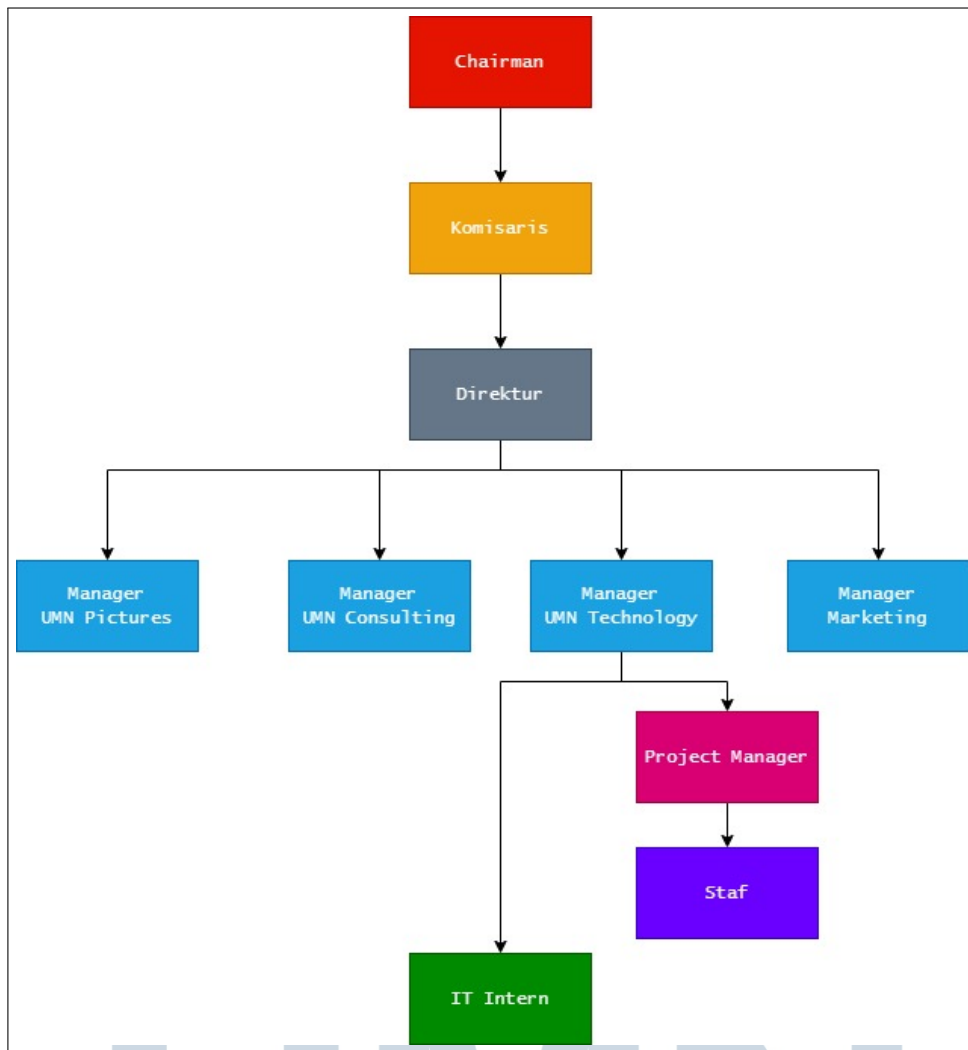 Chairman
Komisaris
Direktur
Manager
UMN Pictures
Manager
UMN Consulting
Manager
UMN Technology
Manager
Marketing
Project Manager
Staf
IT Intern